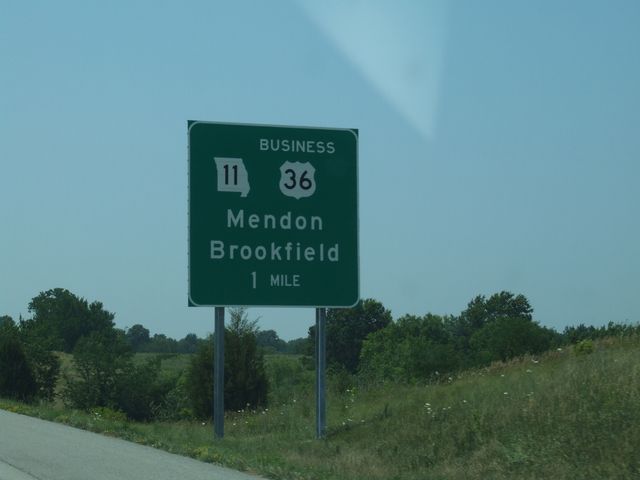 BUSINESS
11 36
Mendon
Brookfield
1 MILE